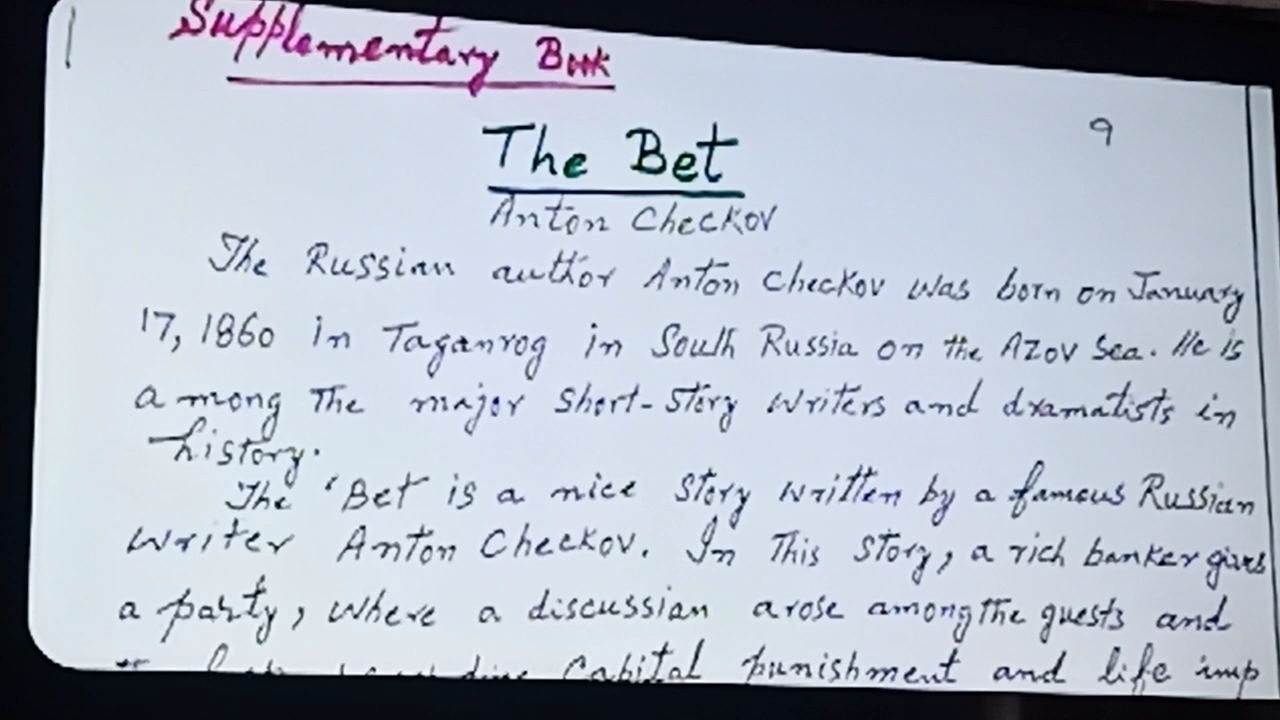 Supplementary Book
9
The Bet
Anton Checkov
The Russian author Anton Checkov was born on January
17, 1860 in Taganrog in South Russia on the Azov Sea. He is
among the major short-story writers and dramatists in
history.
The 'Bet is a nice story written by a famous Russian
writer Anton Checkov. In This story, a rich banker gives
a party, where a discussian arose among the guests and
capital punishment and life imp